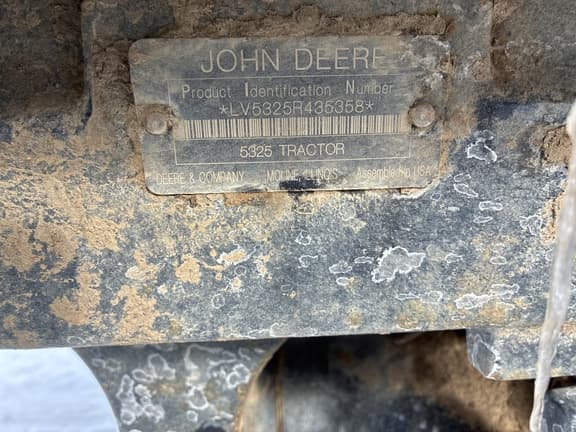 JOHN DEERE
Product Identification Number
*LV5325R435358*
5325 TRACTOR
DEERE & COMPANY MOLINE, ILLINOIS Assembled in USA